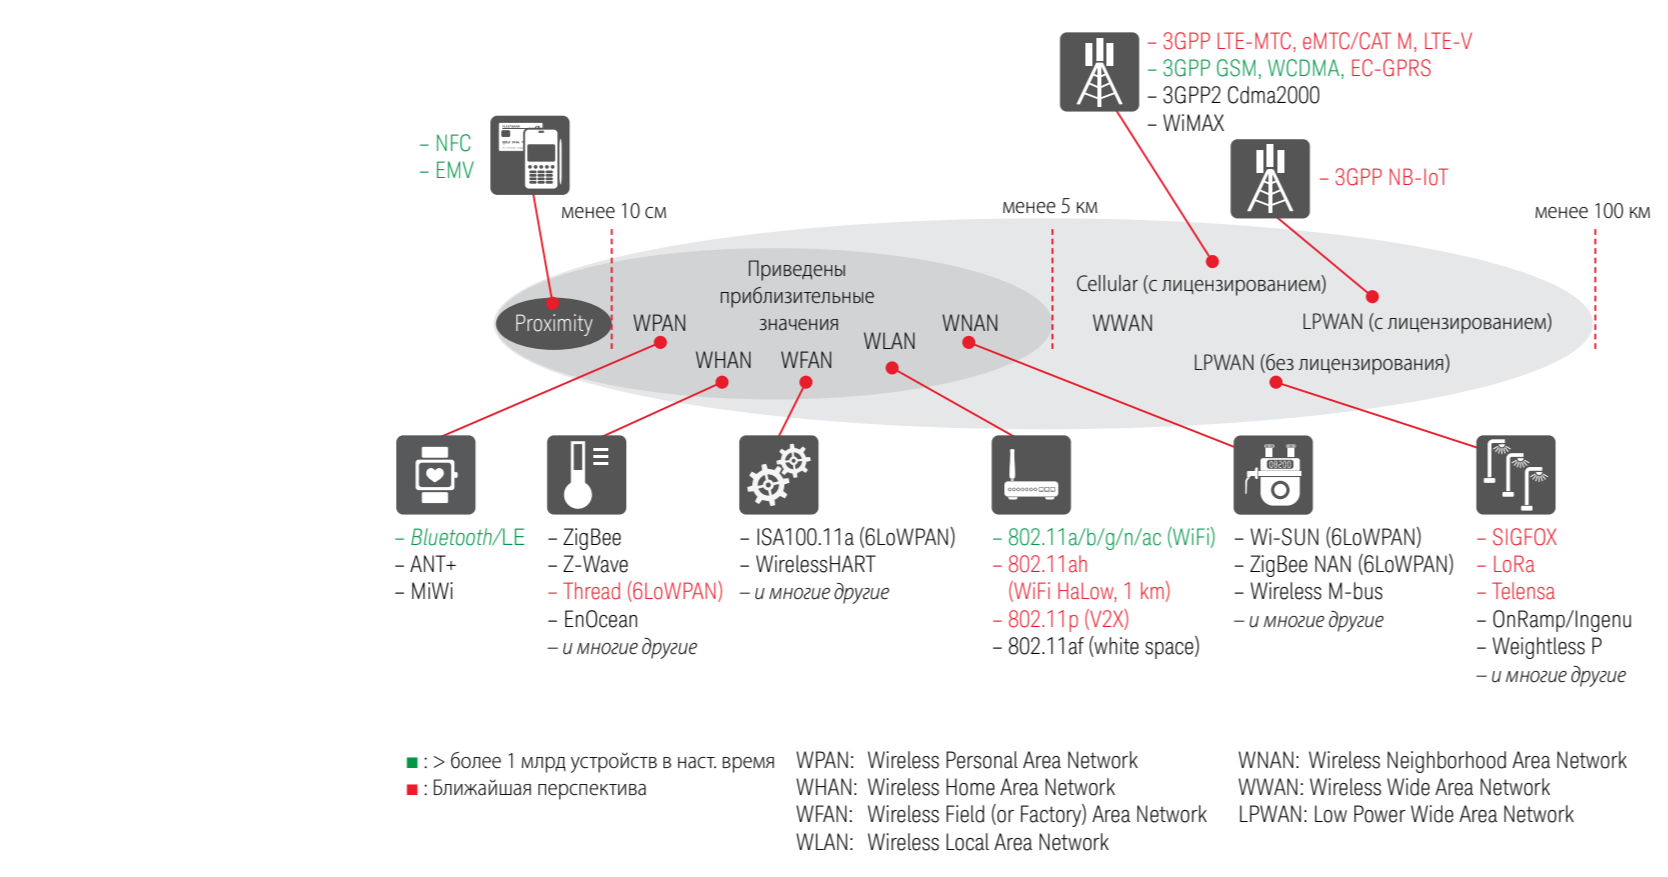 – 3GPP LTE-MTC, eMTC/CAT M, LTE-V
– 3GPP GSM, WCDMA, EC-GPRS
– 3GPP2 Cdma2000
– WiMAX
– NFC
– EMV
– 3GPP NB-IoT
менее 10 см
менее 5 км
менее 100 км
Приведены
приблизительные
значения
Cellular (с лицензированием)
Proximity
WPAN
WNAN
WWAN
LPWAN (с лицензированием)
WLAN
WHAN
WFAN
LPWAN (без лицензирования)
– Bluetooth/LE
– ANT+
– MiWi
– ZigBee
– Z-Wave
– Thread (6LoWPAN)
– EnOcean
– и многие другие
– ISA100.11a (6LoWPAN)
– WirelessHART
– и многие другие
– 802.11a/b/g/n/ac (WiFi)
– 802.11ah
(WiFi HaLow, 1 km)
– 802.11p (V2X)
– 802.11af (white space)
– Wi-SUN (6LoWPAN)
– ZigBee NAN (6LoWPAN)
– Wireless M-bus
– и многие другие
– SIGFOX
– LoRa
– Telensa
– OnRamp/Ingenu
– Weightless P
– и многие другие
: > более 1 млрд устройств в наст. время
: Ближайшая перспектива
WPAN: Wireless Personal Area Network
WHAN: Wireless Home Area Network
WFAN: Wireless Field (or Factory) Area Network
WLAN: Wireless Local Area Network
WNAN: Wireless Neighborhood Area Network
WWAN: Wireless Wide Area Network
LPWAN: Low Power Wide Area Network